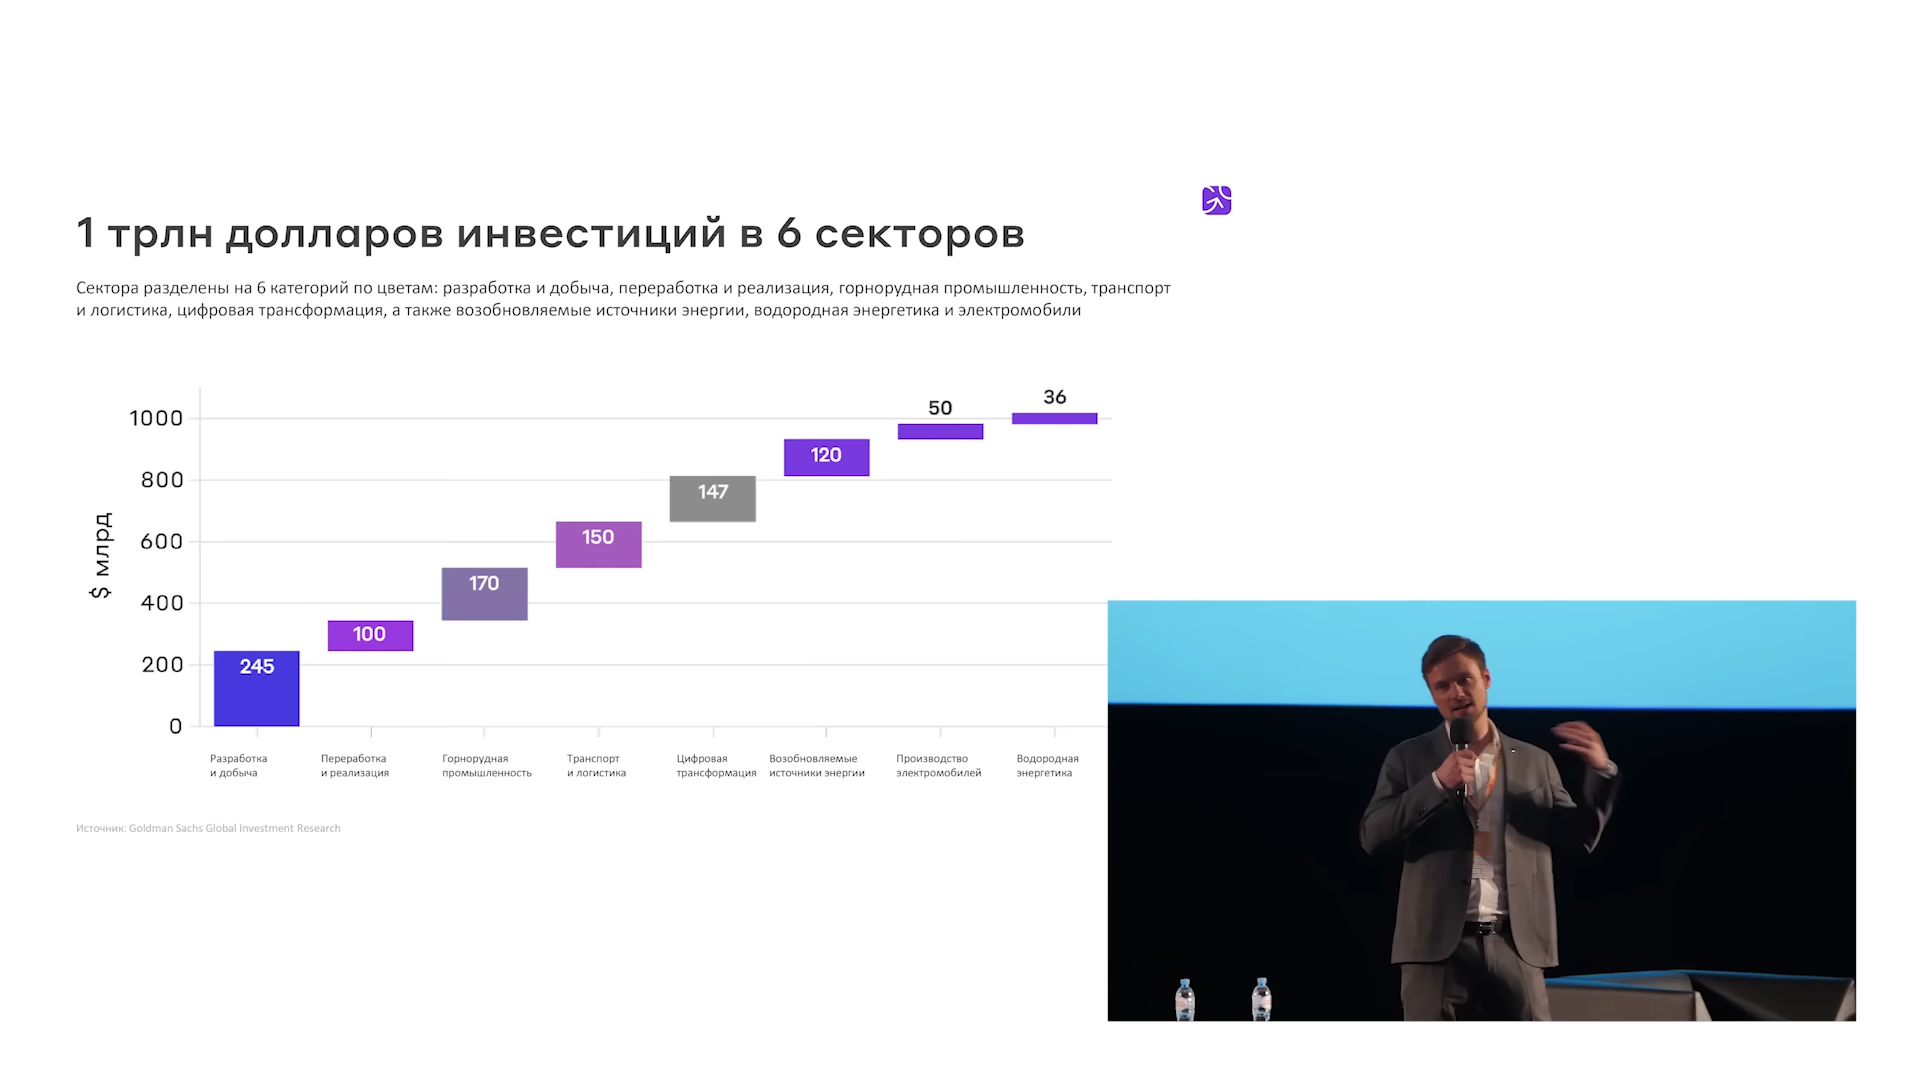 1 трлн долларов инвестиций в 6 секторов
Сектора разделены на 6 категорий по цветам: разработка и добыча, переработка и реализация, горнорудная промышленность, транспорт
и логистика, цифровая трансформация, а также возобновляемые источники энергии, водородная энергетика и электромобили
$ млрд
1000
800
600
400
200
0
245
100
170
150
147
120
50
36
Разработка
и добыча
Переработка
и реализация
Горнорудная
промышленность
Транспорт
и логистика
Цифровая
трансформация
Возобновляемые
источники энергии
Производство
электромобилей
Водородная
энергетика
Источник: Goldman Sachs Global Investment Research